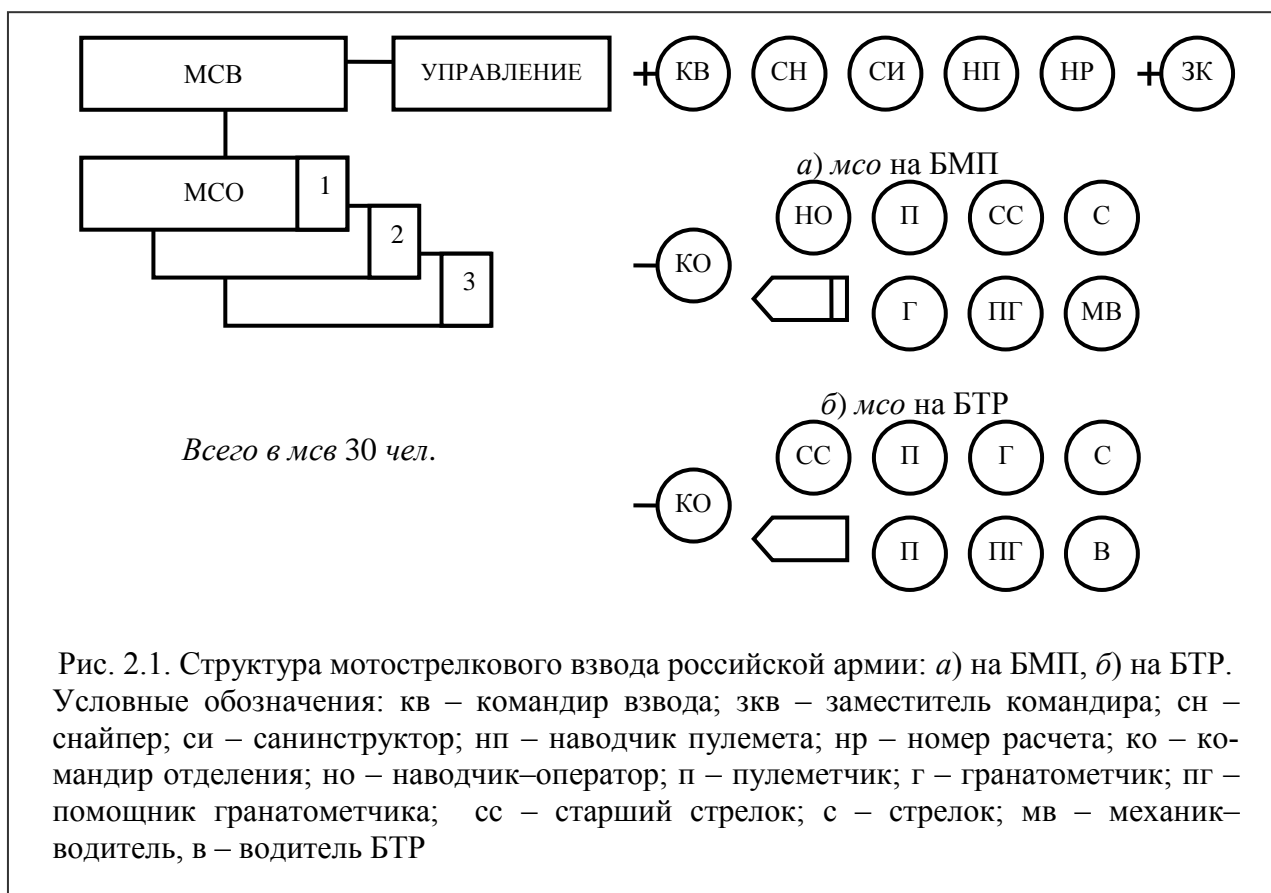 МСВ УПРАВЛЕНИЕ КВ СН СИ НП НР ЗК
МСО 1
2
3
а) мсо на БМП
НО П СС С
КО
Г ПГ МВ
Всего в мсв 30 чел.
б) мсо на БТР
СС П Г С
КО
П ПГ В
Рис. 2.1. Структура мотострелкового взвода российской армии: а) на БМП, б) на БТР.
Условные обозначения: кв – командир взвода; зкв – заместитель командира; сн –
снайпер; си – санинструктор; нп – наводчик пулемета; нр – номер расчета; ко – ко-
мандир отделения; но – наводчик–оператор; п – пулеметчик; г – гранатометчик; пг –
помощник гранатометчика; сс – старший стрелок; с – стрелок; мв – механик–
водитель, в – водитель БТР